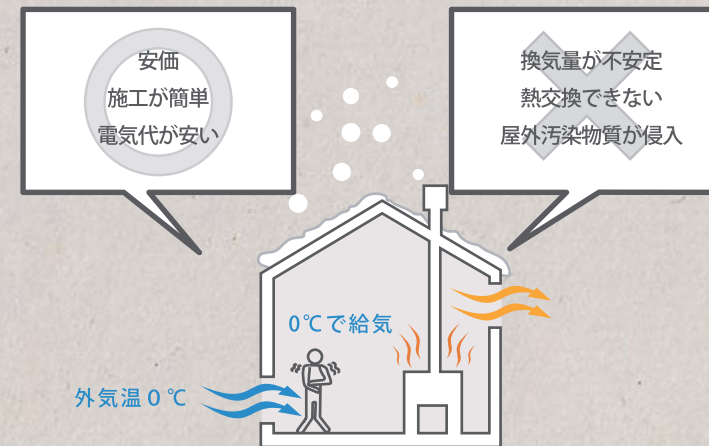 安価
施工が簡単
電気代が安い
換気量が不安定
熱交換できない
屋外汚染物質が侵入
0℃で給気
外気温0℃